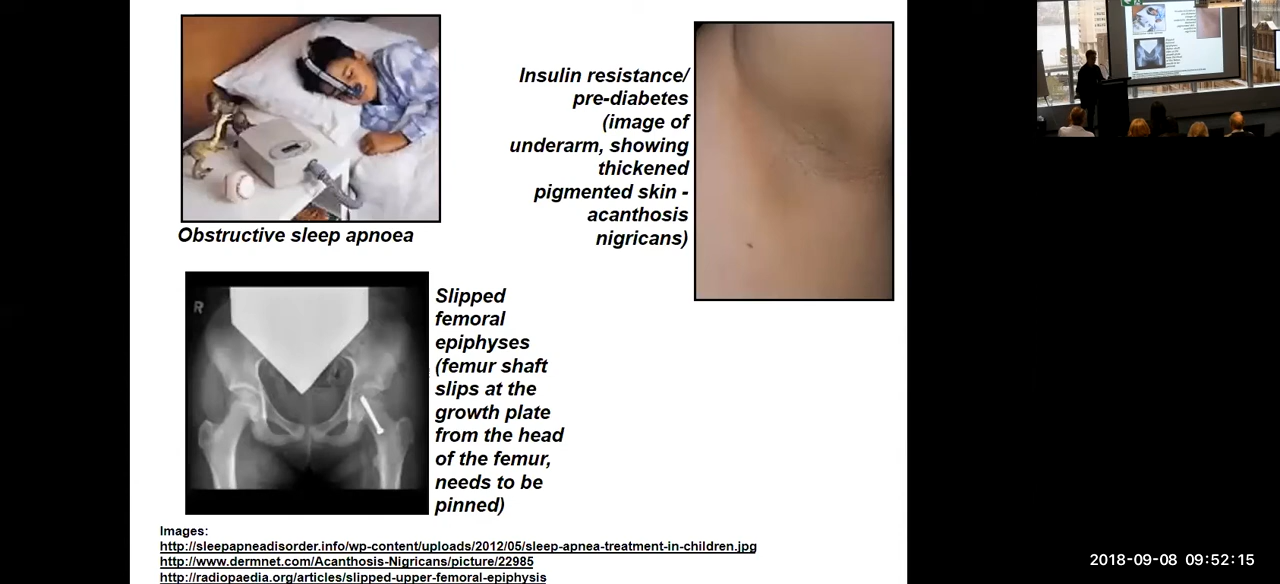 Obstructive sleep apnoea
Insulin resistance/
pre-diabetes
(image of
underarm, showing
thickened
pigmented skin -
acanthosis
nigricans)
R
Slipped
femoral
epiphyses
(femur shaft
slips at the
growth plate
from the head
of the femur,
needs to be
pinned)
Images:
http://sleepapneadisorder.info/wp-content/uploads/2012/05/sleep-apnea-treatment-in-children.jpg
http://www.dermnet.com/Acanthosis-Nigricans/picture/22985
http://radiopaedia.org/articles/slipped-upper-femoral-epiphysis
2018-09-08 09:52:15